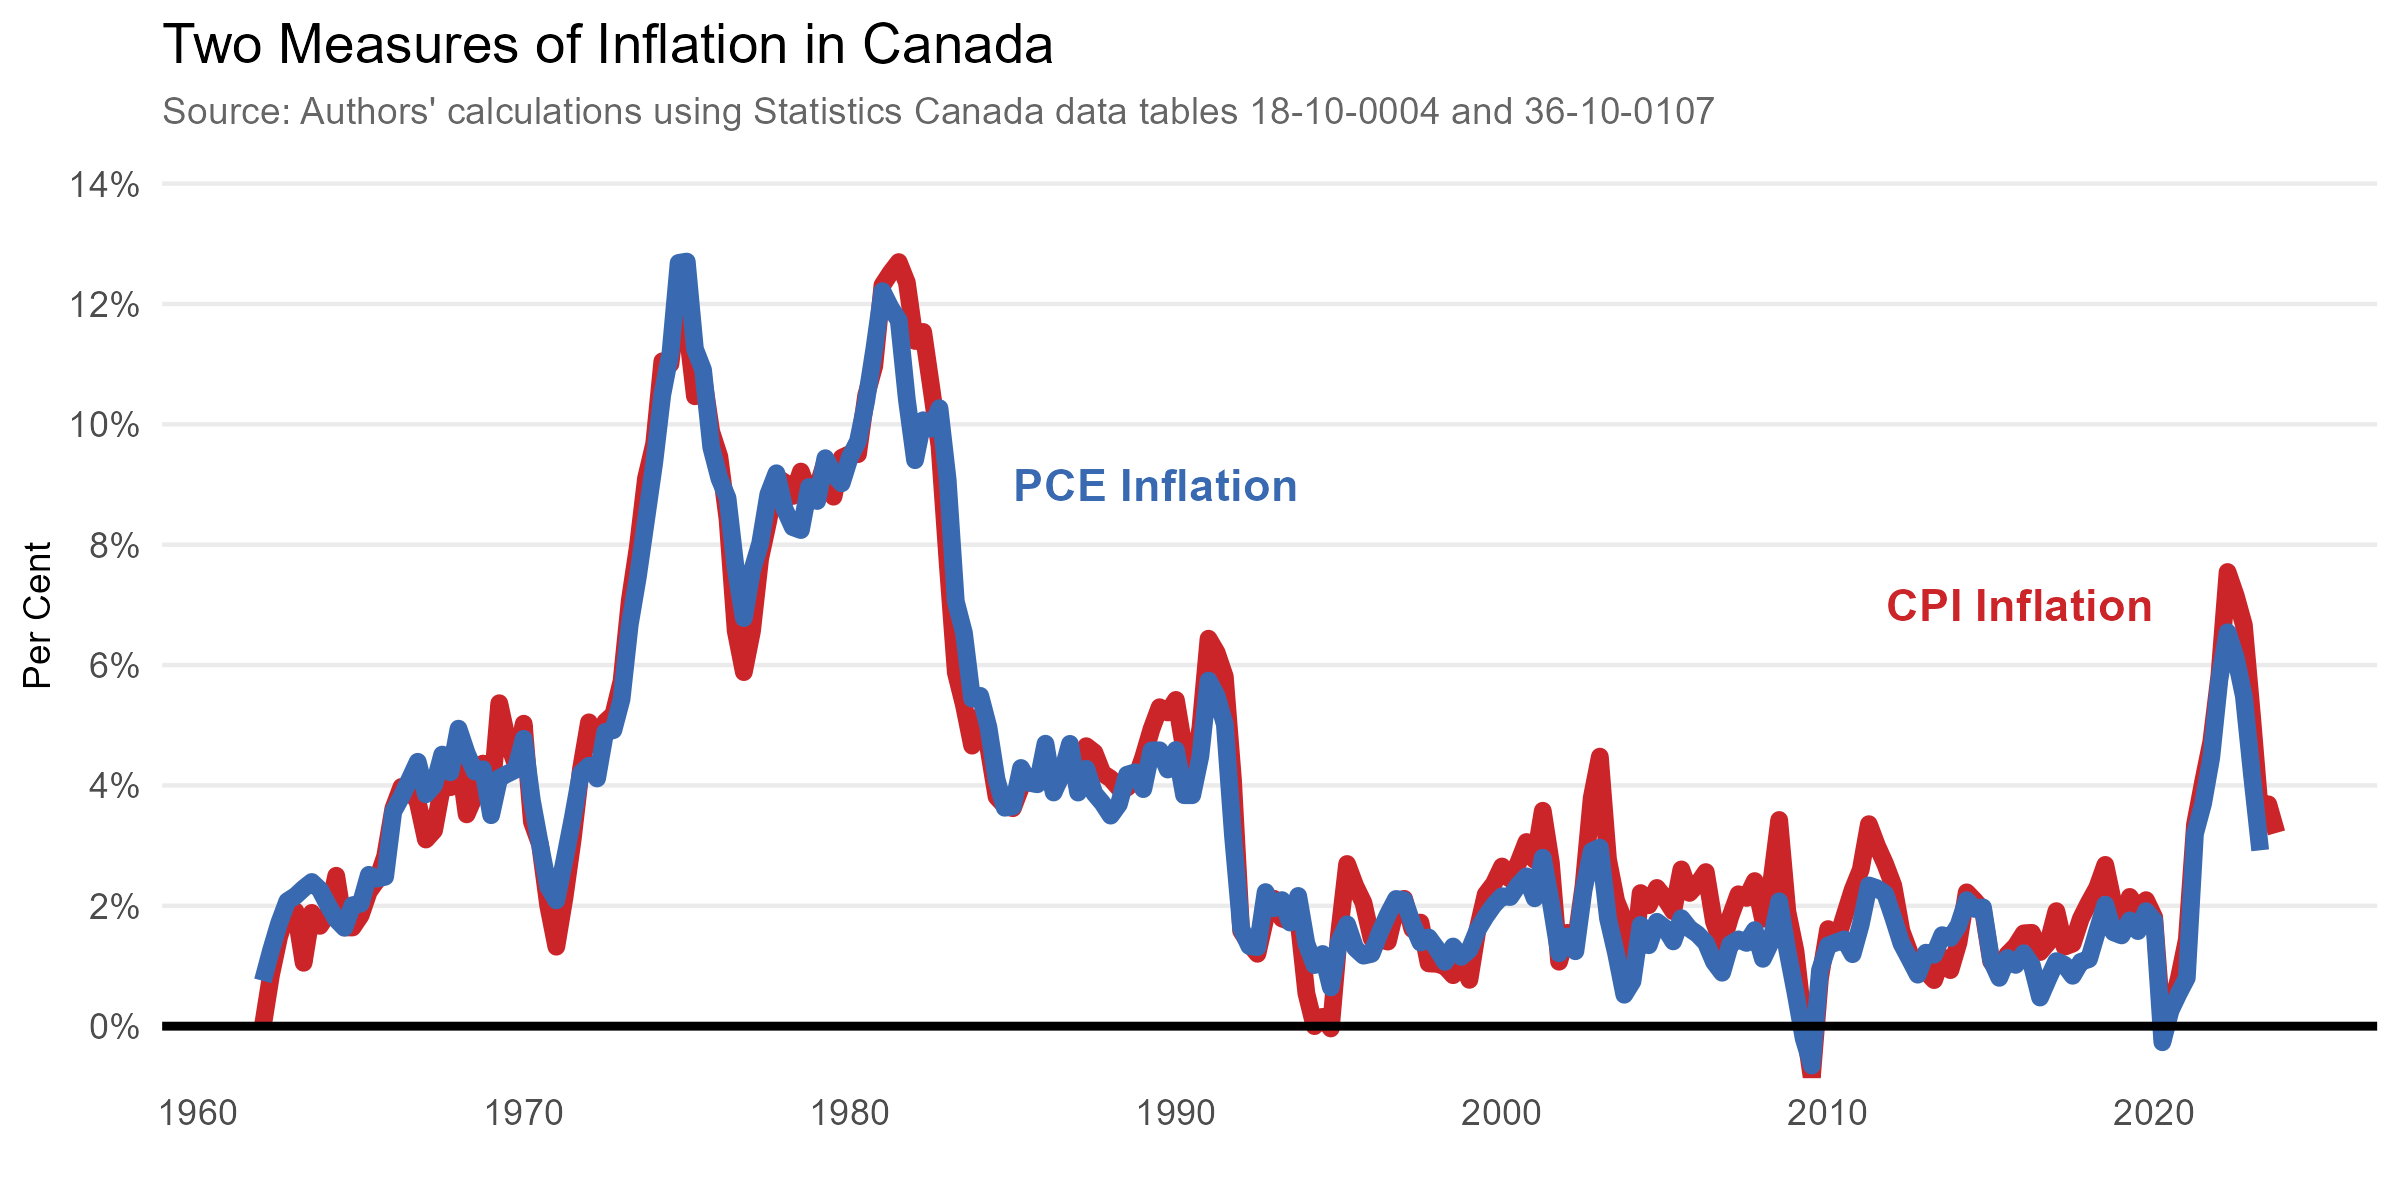 Two Measures of Inflation in Canada
Source: Authors' calculations using Statistics Canada data tables 18-10-0004 and 36-10-0107
Per Cent
14%
12%
10%
8%
6%
4%
2%
0%
PCE Inflation
CPI Inflation
1960 1970 1980 1990 2000 2010 2020